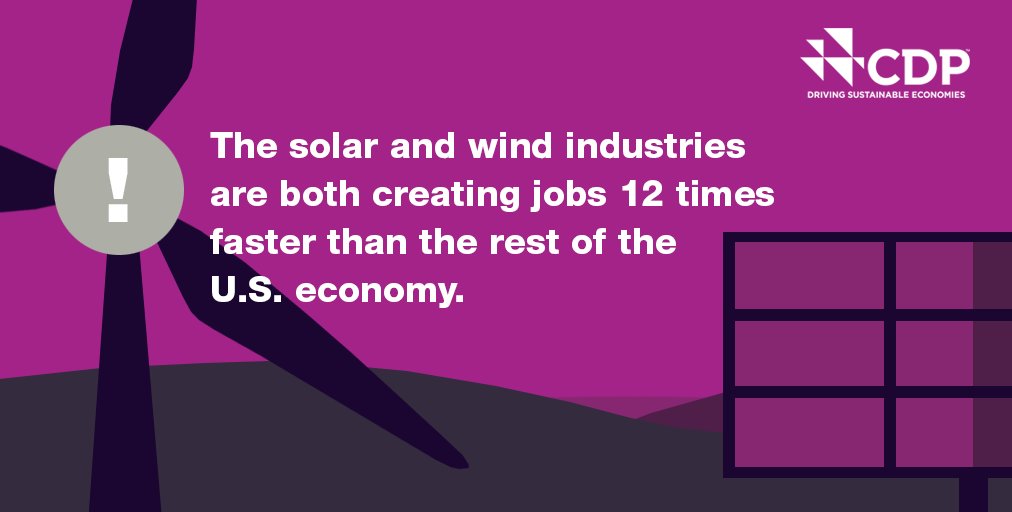 CDP™
DRIVING SUSTAINABLE ECONOMIES
!
The solar and wind industries
are both creating jobs 12 times
faster than the rest of the
U.S. economy.